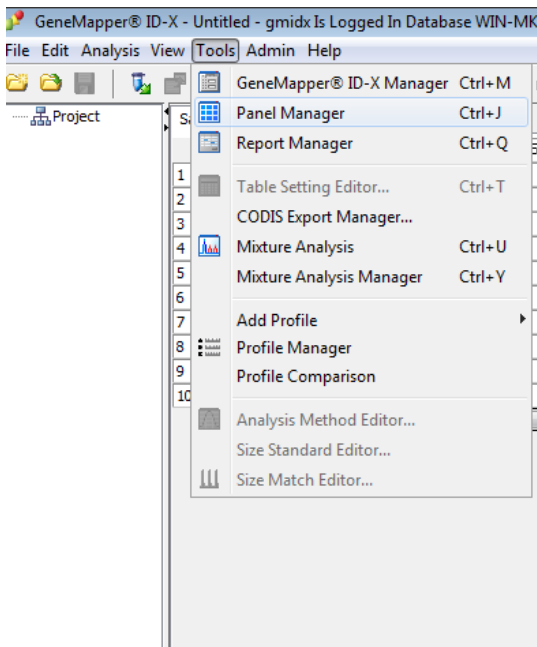 GeneMapper® ID-X - Untitled - gmidx Is Logged In Database WIN-MK
File Edit Analysis View Tools Admin Help
GeneMapper® ID-X Manager Ctrl+M
Project
Panel Manager Ctrl+J
Report Manager Ctrl+Q
1
Table Setting Editor... Ctrl+T
2
CODIS Export Manager...
3
4 Mixture Analysis Ctrl+U
5 Mixture Analysis Manager Ctrl+Y
6
7 Add Profile
8 Profile Manager
9 Profile Comparison
10
Analysis Method Editor...
Size Standard Editor...
Size Match Editor...